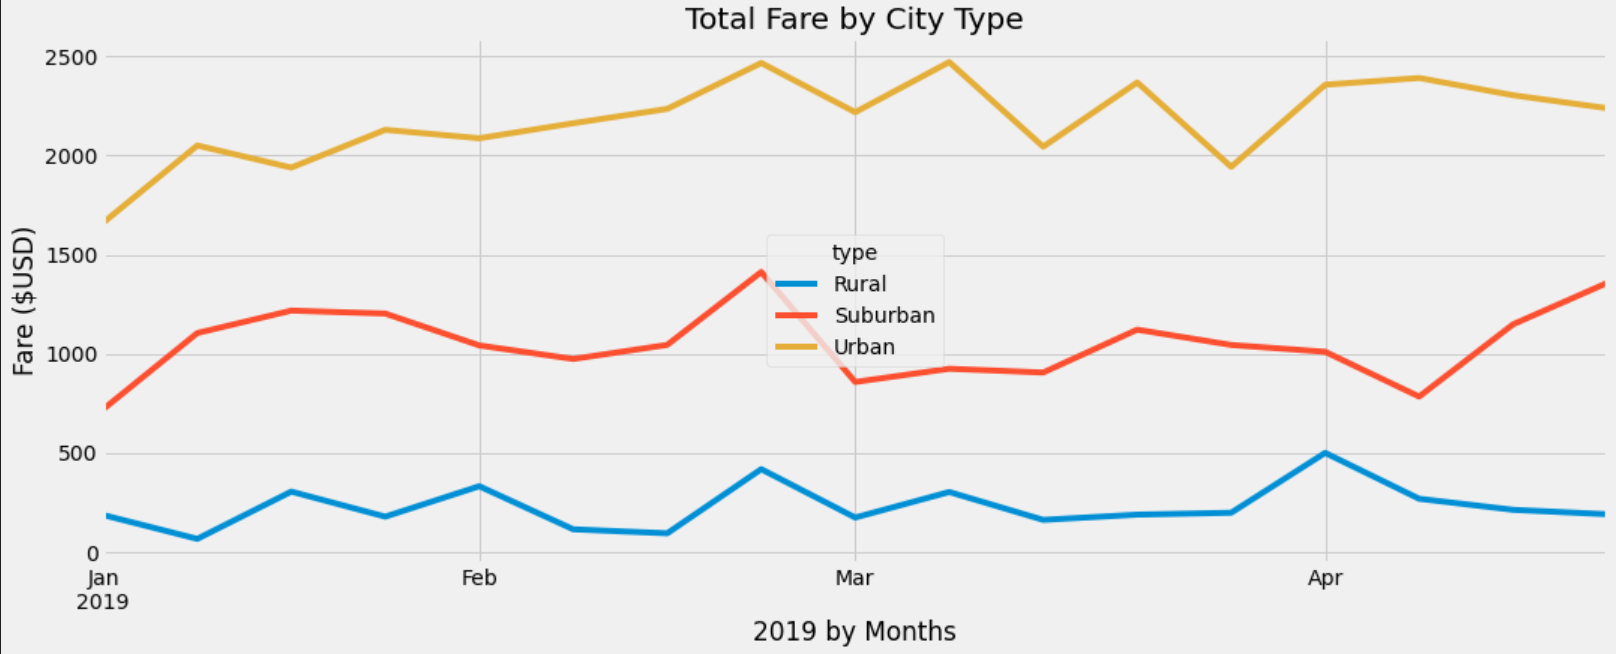 Total Fare by City Type
Fare ($USD)
2500
2000
1500
1000
500
0
type
Rural
Suburban
Urban
Jan
2019
Feb
Mar
Apr
2019 by Months